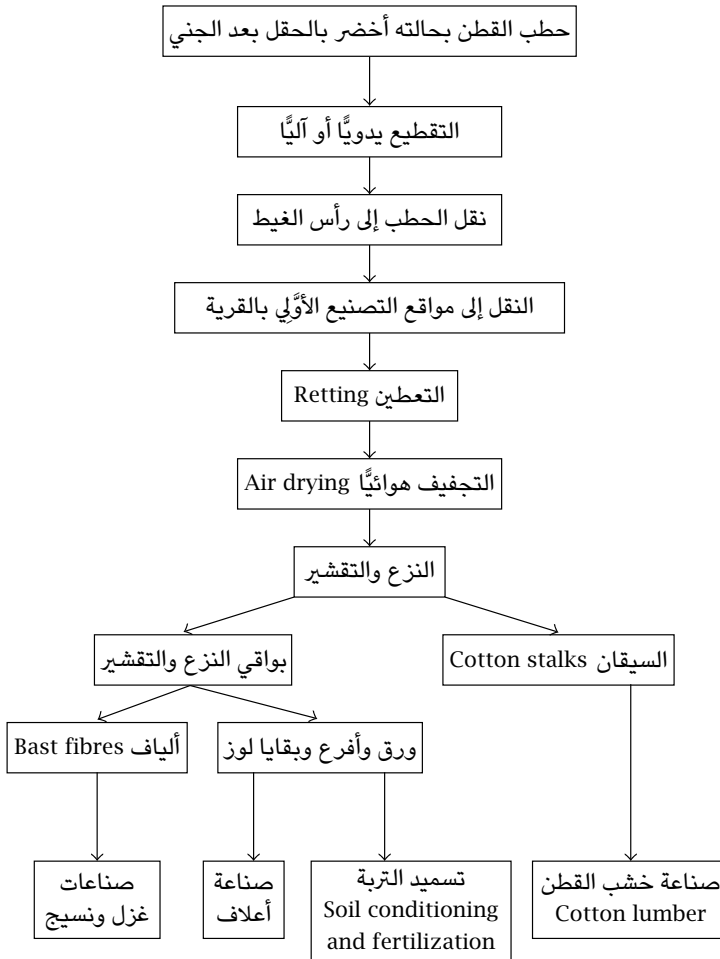 حطب القطن بحالته أخضر بالحقل بعد الجني
التقطيع يدويًّا أو آليًّا
نقل الحطب إلى رأس الغيط
النقل إلى مواقع التصنيع الأوَّلِي بالقرية
التعطين Retting
التجفيف هوائيًّا Air drying
النزع والتقشير
بواقي النزع والتقشير
السيقان Cotton stalks
ألياف Bast fibres
ورق وأفرع وبقايا لوز
صناعات
غزل ونسيج
صناعة
أعلاف
تسميد التربة
Soil conditioning
and fertilization
صناعة خشب القطن
Cotton lumber